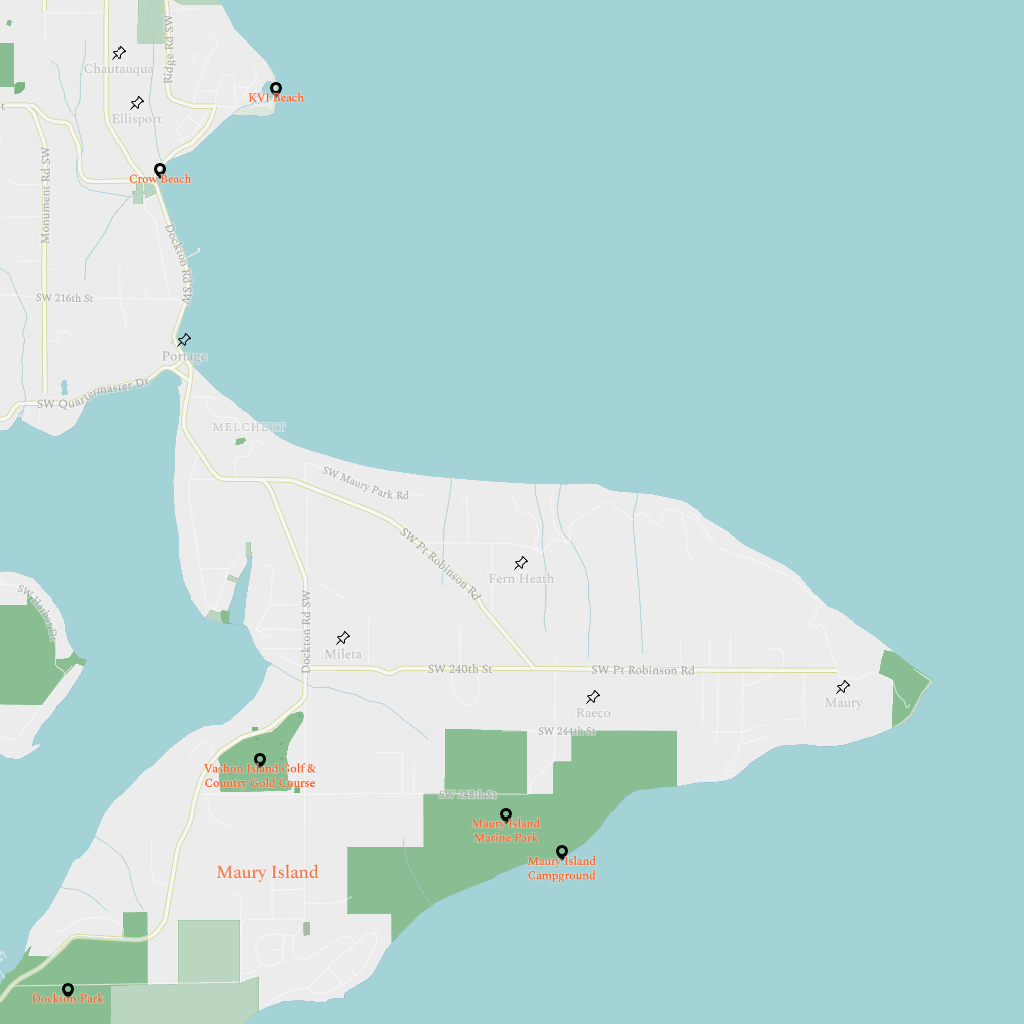 Ridge Rd SW
Chautauqua
KVI Beach
Ellisport
Crow Beach
Monument Rd SW
Dockton Rd SW
SW 216th St
Portage
SW Quartermaster Dr
MELCHERT
SW Maury Park Rd
SW Pt Robinson Rd
Fern Heath
SW Harbor Dr
Dockton Rd SW
Mileta
SW 240th St
SW Pt Robinson Rd
Maury
Raeco
SW 244th St
Vashon Island Golf &
Country Gold Course
SW 248th St
Maury Island
Marine Park
Maury Island
Campground
Maury Island
Dockton Park